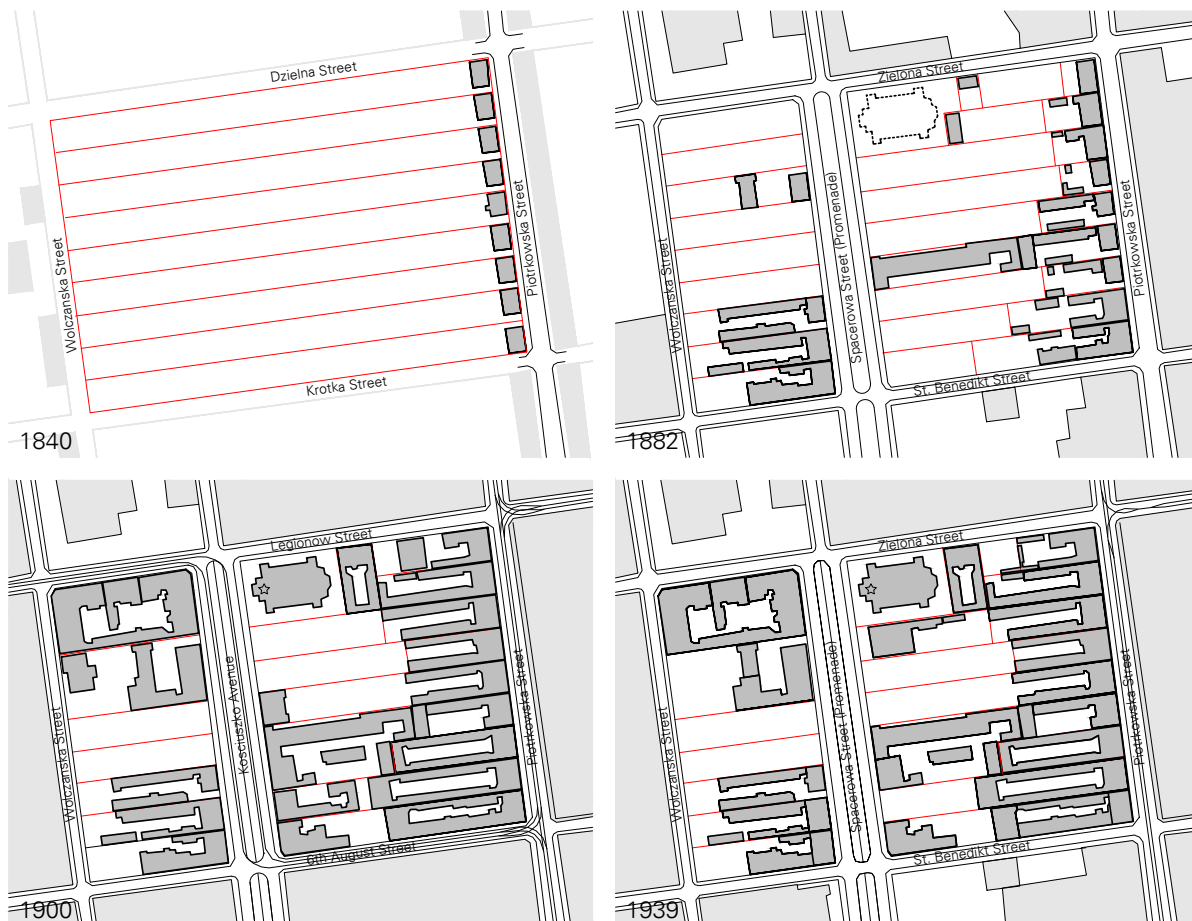 Dzielna Street
Wolczanska Street
Piotrkowska Street
Krotka Street
1840
Zielona Street
Wolczanska Street
Spacerowa Street (Promenade)
Piotrkowska Street
St. Benedikt Street
1882
Legionow Street
Wolczanska Street
Kosciuszko Avenue
Piotrkowska Street
6th August Street
1900
Zielona Street
Wolczanska Street
Spacerowa Street (Promenade)
Piotrkowska Street
St. Benedikt Street
1939